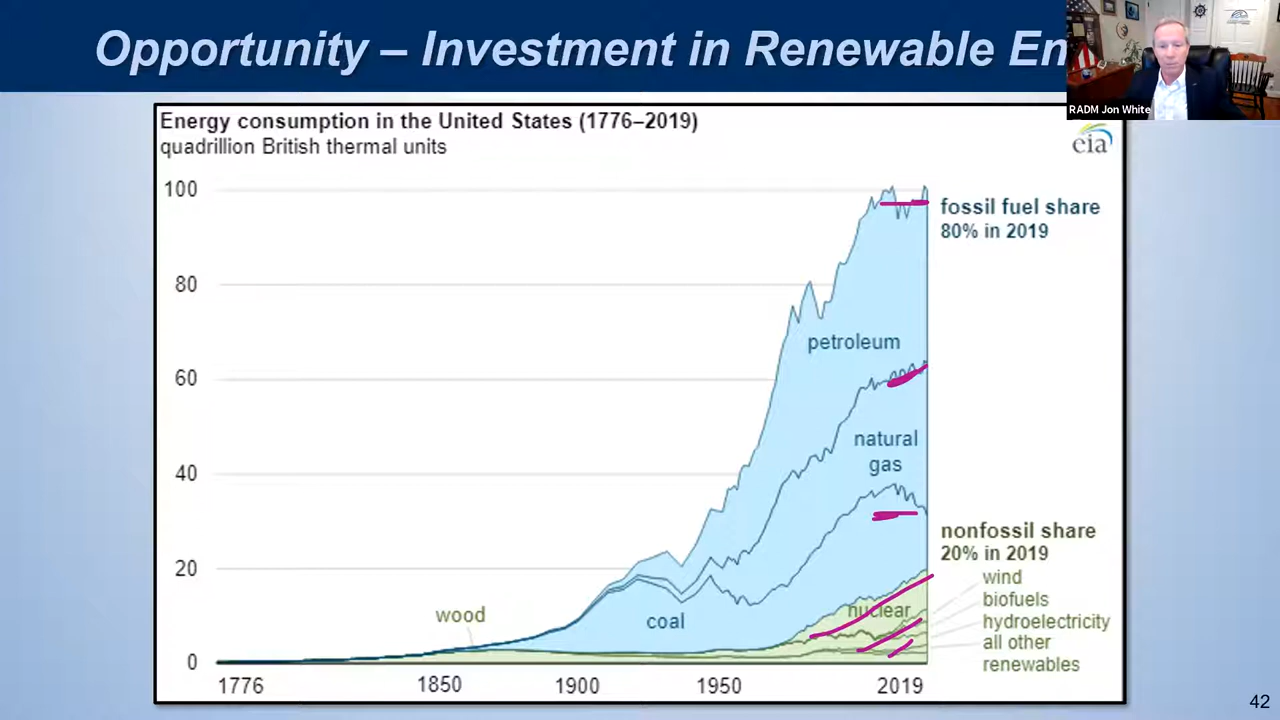 Opportunity – Investment in Renewable En
RADM Jon White
Energy consumption in the United States (1776–2019)
quadrillion British thermal units
eia
100
80
60
40
20
0
fossil fuel share
80% in 2019
petroleum
natural
gas
nonfossil share
20% in 2019
wind
biofuels
hydroelectricity
all other
renewables
nuclear
wood
coal
1776
1850
1900
1950
2019
42